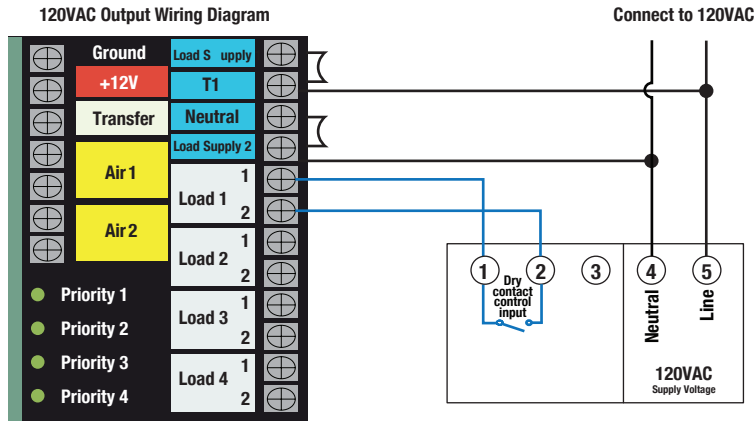 120VAC Output Wiring Diagram
Connect to 120VAC
Ground
+12V
Transfer
Air 1
Air 2
Load S upply
T1
Neutral
Load Supply 2
Load 1
1
2
Load 2
1
2
Load 3
1
2
Load 4
1
2
Priority 1
Priority 2
Priority 3
Priority 4
1
2
3
4
5
Dry
contact
control
input
Neutral
Line
120VAC
Supply Voltage